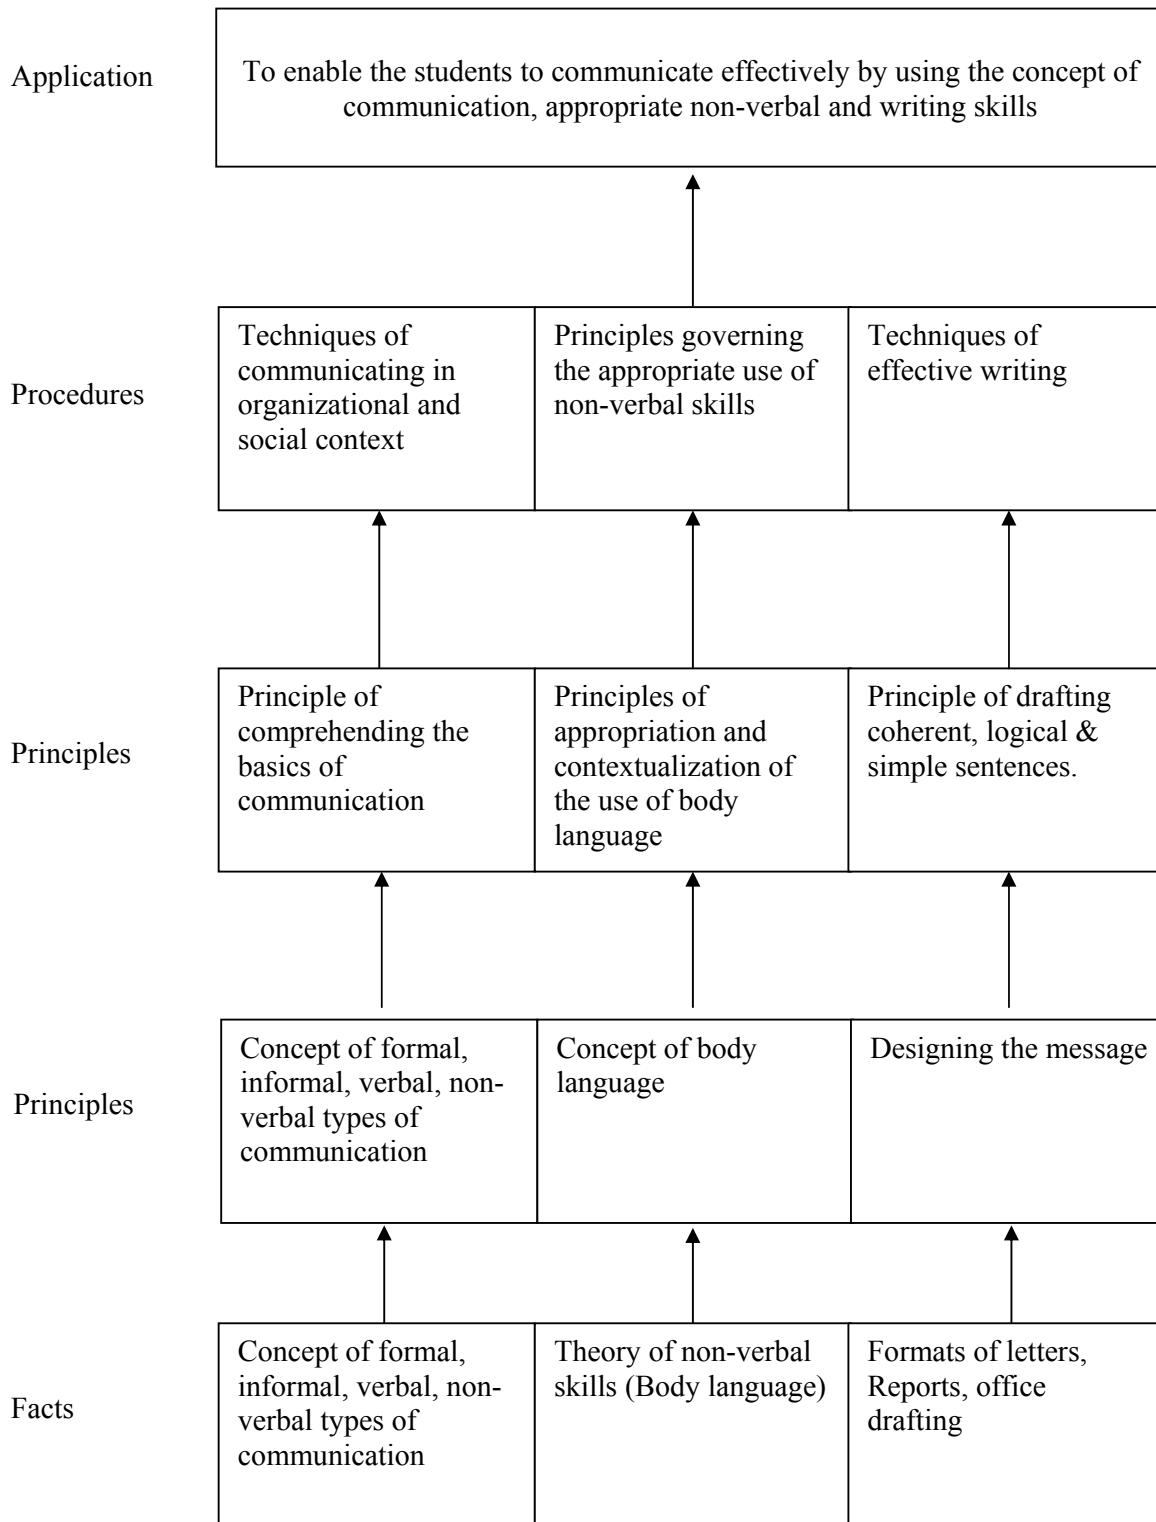 Application
To enable the students to communicate effectively by using the concept of
communication, appropriate non-verbal and writing skills
Procedures
Techniques of
communicating in
organizational and
social context
Principles governing
the appropriate use of
non-verbal skills
Techniques of
effective writing
Principles
Principle of
comprehending the
basics of
communication
Principles of
appropriation and
contextualization of
the use of body
language
Principle of drafting
coherent, logical &
simple sentences.
Principles
Concept of formal,
informal, verbal, non-
verbal types of
communication
Concept of body
language
Designing the message
Facts
Concept of formal,
informal, verbal, non-
verbal types of
communication
Theory of non-verbal
skills (Body language)
Formats of letters,
Reports, office
drafting